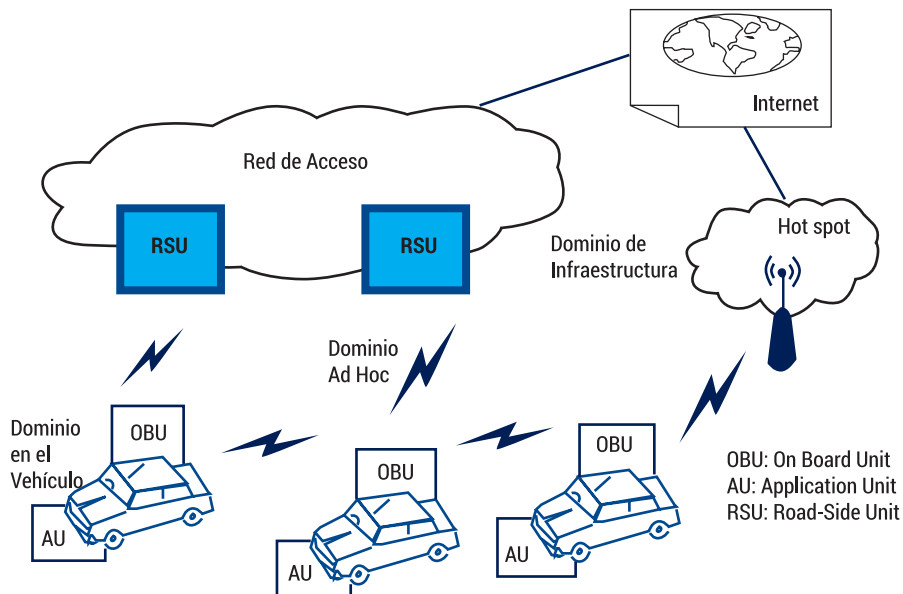 Internet
Red de Acceso
Hot spot
RSU
RSU
Dominio de
Infraestructura
Dominio
Ad Hoc
Dominio
en el
Vehículo
OBU
OBU
OBU
AU
AU
AU
OBU: On Board Unit
AU: Application Unit
RSU: Road-Side Unit